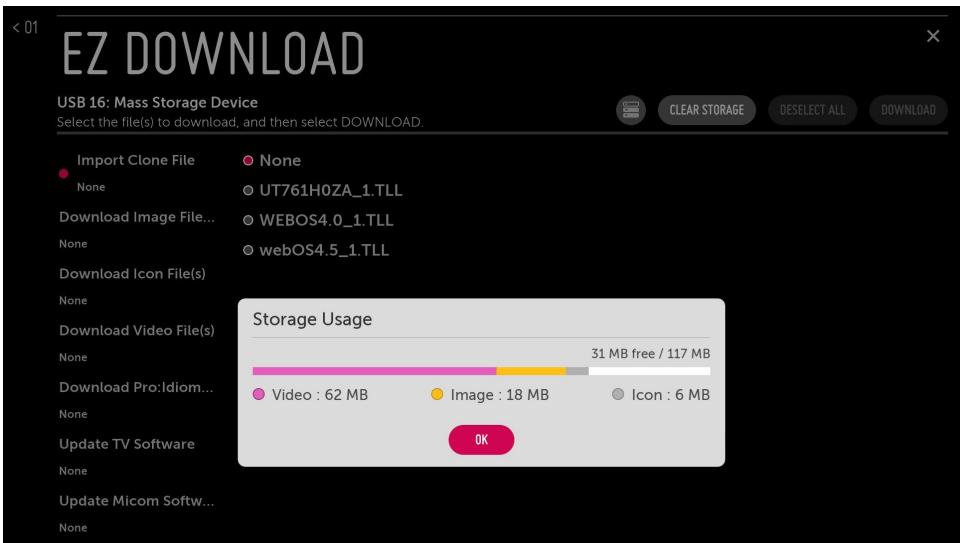 < 01
EZ DOWNLOAD
×
USB 16: Mass Storage Device
Select the file(s) to download, and then select DOWNLOAD.
CLEAR STORAGE
DESELECT ALL
DOWNLOAD
Import Clone File
None
Download Image File...
None
Download Icon File(s)
None
Download Video File(s)
None
Download Pro:Idiom...
None
Update TV Software
None
Update Micom Softw...
None
None
UT761H0ZA_1.TLL
WEBOS4.0_1.TLL
webOS4.5_1.TLL
Storage Usage
31 MB free / 117 MB
Video : 62 MB
Image : 18 MB
Icon : 6 MB
OK